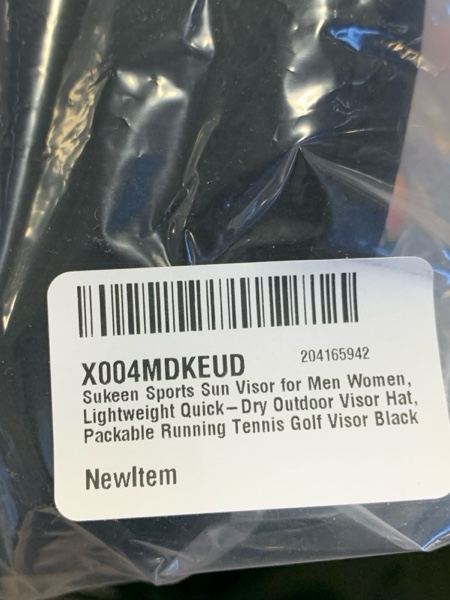 X004MDKEUD 204165942
Sukeen Sports Sun Visor for Men Women,
Lightweight Quick–Dry Outdoor Visor Hat,
Packable Running Tennis Golf Visor Black
NewItem